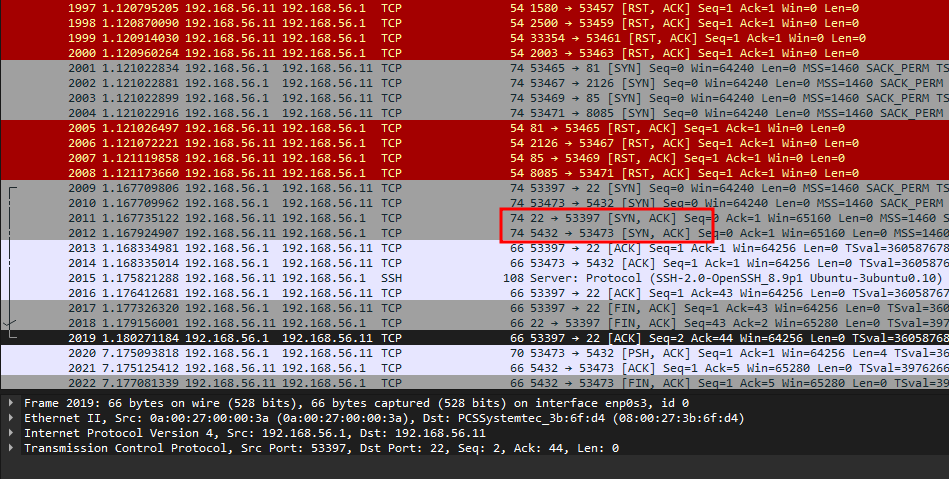 1997 1.120795205 192.168.56.11 192.168.56.1 TCP 54 1580 → 53457 [RST, ACK] Seq=1 Ack=1 Win=0 Len=0
1998 1.120870090 192.168.56.11 192.168.56.1 TCP 54 2500 → 53459 [RST, ACK] Seq=1 Ack=1 Win=0 Len=0
1999 1.120914030 192.168.56.11 192.168.56.1 TCP 54 33354 → 53461 [RST, ACK] Seq=1 Ack=1 Win=0 Len=0
2000 1.120960264 192.168.56.11 192.168.56.1 TCP 54 2003 → 53463 [RST, ACK] Seq=1 Ack=1 Win=0 Len=0
2001 1.121022834 192.168.56.1 192.168.56.11 TCP 74 53465 → 81 [SYN] Seq=0 Win=64240 Len=0 MSS=1460 SACK_PERM TS
2002 1.121022881 192.168.56.1 192.168.56.11 TCP 74 53467 → 2126 [SYN] Seq=0 Win=64240 Len=0 MSS=1460 SACK_PERM
2003 1.121022899 192.168.56.1 192.168.56.11 TCP 74 53469 → 85 [SYN] Seq=0 Win=64240 Len=0 MSS=1460 SACK_PERM TS
2004 1.121022916 192.168.56.1 192.168.56.11 TCP 74 53471 → 8085 [SYN] Seq=0 Win=64240 Len=0 MSS=1460 SACK_PERM
2005 1.121026497 192.168.56.11 192.168.56.1 TCP 54 81 → 53465 [RST, ACK] Seq=1 Ack=1 Win=0 Len=0
2006 1.121072221 192.168.56.11 192.168.56.1 TCP 54 2126 → 53467 [RST, ACK] Seq=1 Ack=1 Win=0 Len=0
2007 1.121119858 192.168.56.11 192.168.56.1 TCP 54 85 → 53469 [RST, ACK] Seq=1 Ack=1 Win=0 Len=0
2008 1.121173660 192.168.56.11 192.168.56.1 TCP 54 8085 → 53471 [RST, ACK] Seq=1 Ack=1 Win=0 Len=0
2009 1.167709806 192.168.56.1 192.168.56.11 TCP 74 53397 → 22 [SYN] Seq=0 Win=64240 Len=0 MSS=1460 SACK_PERM TS
2010 1.167709962 192.168.56.1 192.168.56.11 TCP 74 53473 → 5432 [SYN] Seq=0 Win=64240 Len=0 MSS=1460 SACK_PERM
2011 1.167735122 192.168.56.11 192.168.56.1 TCP 74 22 → 53397 [SYN, ACK] Seq=0 Ack=1 Win=65160 Len=0 MSS=1460
2012 1.167924907 192.168.56.11 192.168.56.1 TCP 74 5432 → 53473 [SYN, ACK] Seq=0 Ack=1 Win=65160 Len=0 MSS=1460
2013 1.168334981 192.168.56.1 192.168.56.11 TCP 66 53397 → 22 [ACK] Seq=1 Ack=1 Win=64256 Len=0 TSval=360587678
2014 1.168335014 192.168.56.1 192.168.56.11 TCP 66 53473 → 5432 [ACK] Seq=1 Ack=1 Win=64256 Len=0 TSval=3605876
2015 1.175821288 192.168.56.11 192.168.56.1 SSH 108 Server: Protocol (SSH-2.0-OpenSSH_8.9p1 Ubuntu-3ubuntu0.10)
2016 1.176412681 192.168.56.1 192.168.56.11 TCP 66 53397 → 22 [ACK] Seq=1 Ack=43 Win=64256 Len=0 TSval=36058767
2017 1.177326320 192.168.56.1 192.168.56.11 TCP 66 53397 → 22 [FIN, ACK] Seq=1 Ack=43 Win=64256 Len=0 TSval=360
2018 1.179156001 192.168.56.11 192.168.56.1 TCP 66 22 → 53397 [FIN, ACK] Seq=43 Ack=2 Win=65280 Len=0 TSval=397
2019 1.180271184 192.168.56.1 192.168.56.11 TCP 66 53397 → 22 [ACK] Seq=2 Ack=44 Win=64256 Len=0 TSval=36058768
2020 7.175093818 192.168.56.1 192.168.56.11 TCP 70 53473 → 5432 [PSH, ACK] Seq=1 Ack=1 Win=64256 Len=4 TSval=36
2021 7.175125412 192.168.56.11 192.168.56.1 TCP 66 5432 → 53473 [ACK] Seq=1 Ack=5 Win=65280 Len=0 TSval=3976266
2022 7.177081339 192.168.56.11 192.168.56.1 TCP 66 5432 → 53473 [FIN, ACK] Seq=1 Ack=5 Win=65280 Len=0 TSval=39
Frame 2019: 66 bytes on wire (528 bits), 66 bytes captured (528 bits) on interface enp0s3, id 0
Ethernet II, Src: 0a:00:27:00:00:3a (0a:00:27:00:00:3a), Dst: PCSSystemtec_3b:6f:d4 (08:00:27:3b:6f:d4)
Internet Protocol Version 4, Src: 192.168.56.1, Dst: 192.168.56.11
Transmission Control Protocol, Src Port: 53397, Dst Port: 22, Seq: 2, Ack: 44, Len: 0